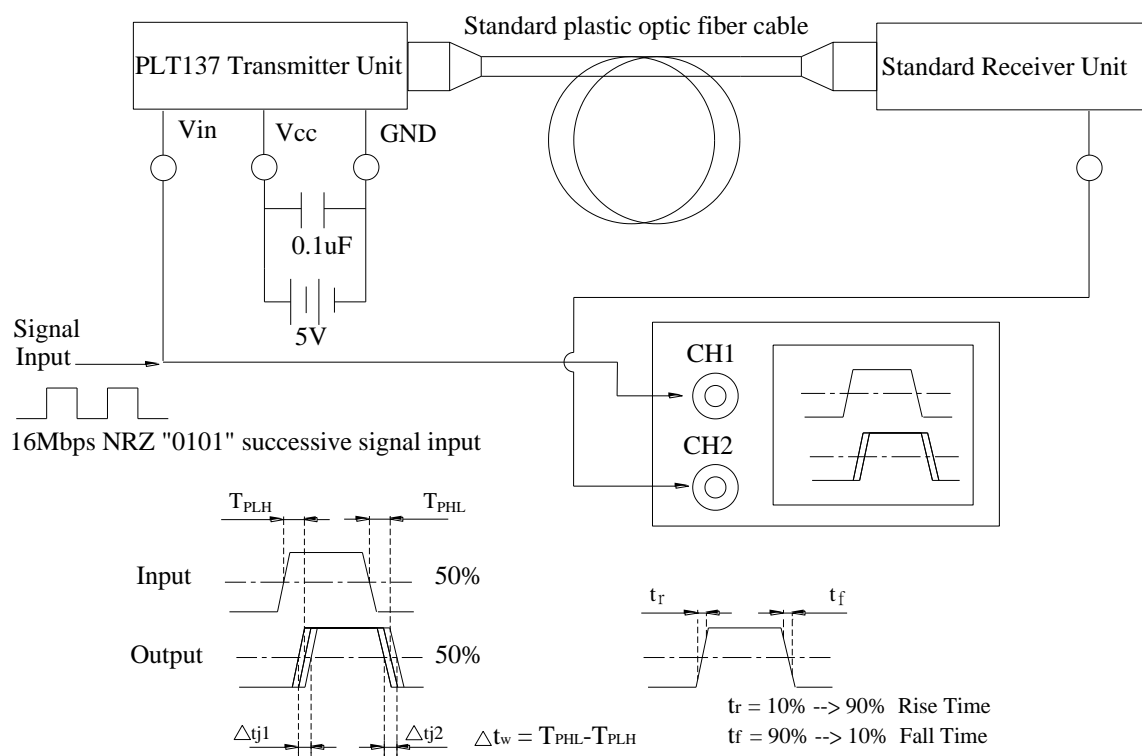 Standard plastic optic fiber cable
PLT137 Transmitter Unit
Standard Receiver Unit
Vin
Vcc
GND
0.1uF
5V
Signal
Input
CH1
16Mbps NRZ "0101" successive signal input
CH2
TPLH
TPHL
Input
50%
tr
tf
Output
50%
tr = 10% --> 90% Rise Time
△tj1
△tj2
△tw = TPHL-TPLH
tf = 90% --> 10% Fall Time